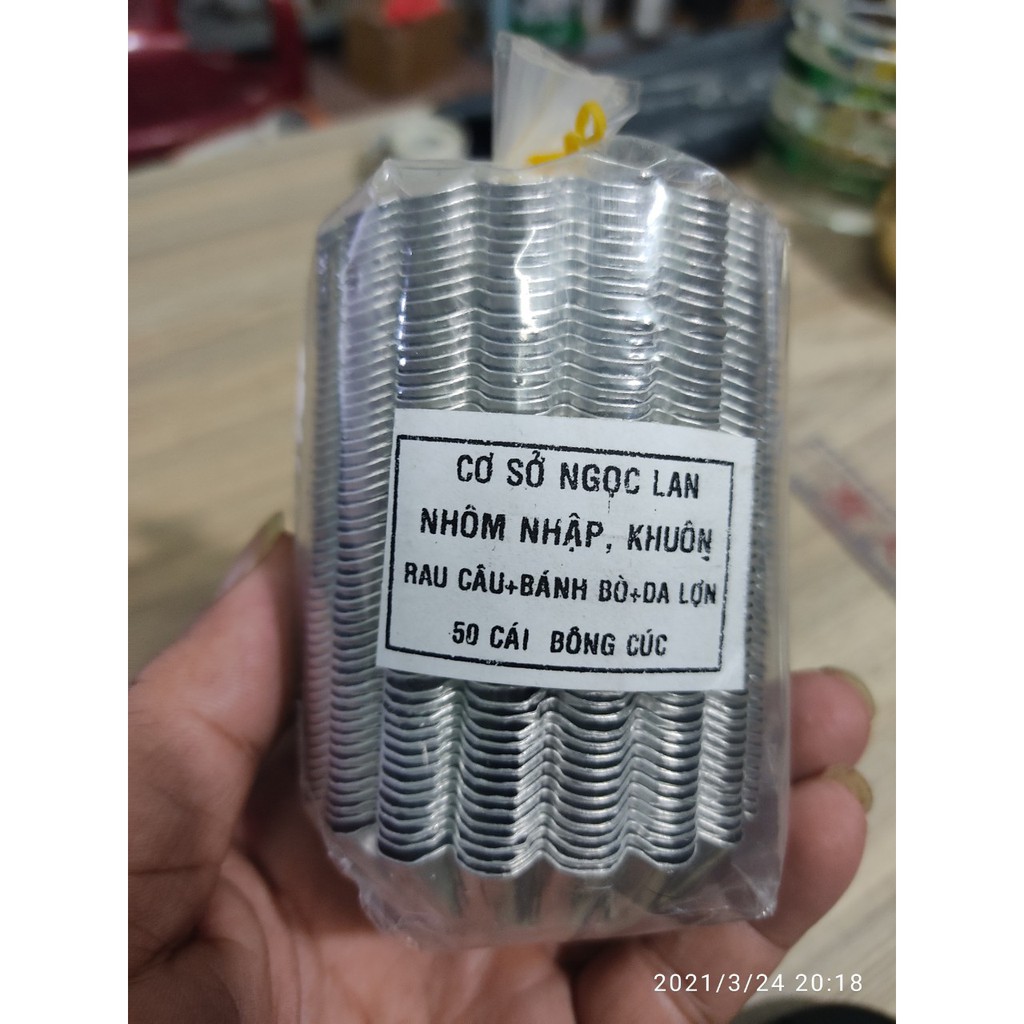 CƠ SỞ NGỌC LAN
NHÔM NHẬP, KHUÔN
RAU CÂU+BÁNH BÒ+DA LỢN
50 CÁI BÔNG CÚC
2021/3/24 20:18